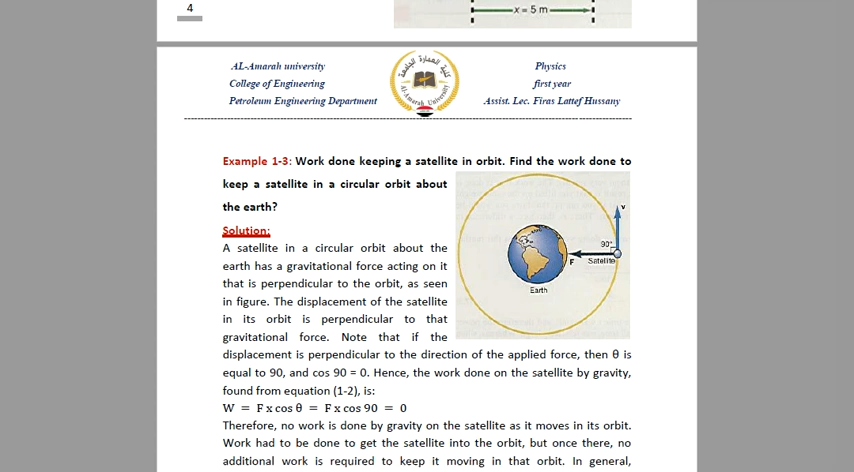 4
x = 5 m
AL-Amarah university
College of Engineering
Petroleum Engineering Department
Physics
first year
Assist. Lec. Firas Lattef Hussany
Example 1-3: Work done keeping a satellite in orbit. Find the work done to
keep a satellite in a circular orbit about
the earth?
Solution:
A satellite in a circular orbit about the
earth has a gravitational force acting on it
that is perpendicular to the orbit, as seen
in figure. The displacement of the satellite
in its orbit is perpendicular to that
gravitational force. Note that if the
v
90°
F
Satellite
Earth
displacement is perpendicular to the direction of the applied force, then θ is
equal to 90, and cos 90 = 0. Hence, the work done on the satellite by gravity,
found from equation (1-2), is:
W = F x cos θ = F x cos 90 = 0
Therefore, no work is done by gravity on the satellite as it moves in its orbit.
Work had to be done to get the satellite into the orbit, but once there, no
additional work is required to keep it moving in that orbit. In general,